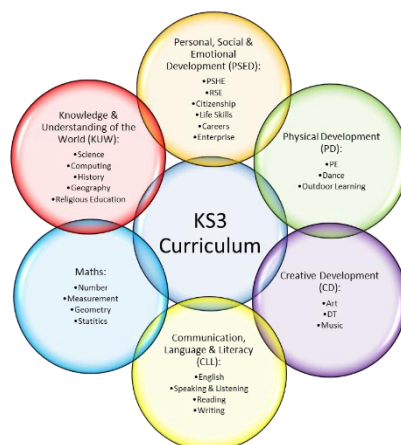 Personal, Social &
Emotional
Development (PSED):
•PSHE
•RSE
•Citizenship
•Life Skills
•Careers
•Enterprise
Physical Development
(PD):
•PE
•Dance
•Outdoor Learning
Creative Development
(CD):
•Art
•DT
•Music
Communication,
Language & Literacy
(CLL):
•English
•Speaking & Listening
•Reading
•Writing
Maths:
•Number
•Measurement
•Geometry
•Statitics
Knowledge &
Understanding of the
World (KUW):
•Science
•Computing
•History
•Geography
•Religious Education
KS3
Curriculum